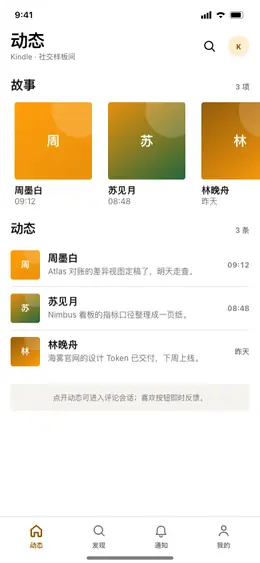 9:41
动态
Kindle · 社交样板间
K
故事
3 项
周
苏
林
周墨白
苏见月
林晚舟
09:12
08:48
昨天
动态
3 条
周
周墨白
Atlas 对账的差异视图定稿了，明天走查。
09:12
苏
苏见月
Nimbus 看板的指标口径整理成一页纸。
08:48
林
林晚舟
海雾官网的设计 Token 已交付，下周上线。
昨天
点开动态可进入评论会话；喜欢按钮即时反馈。
动态
发现
通知
我的